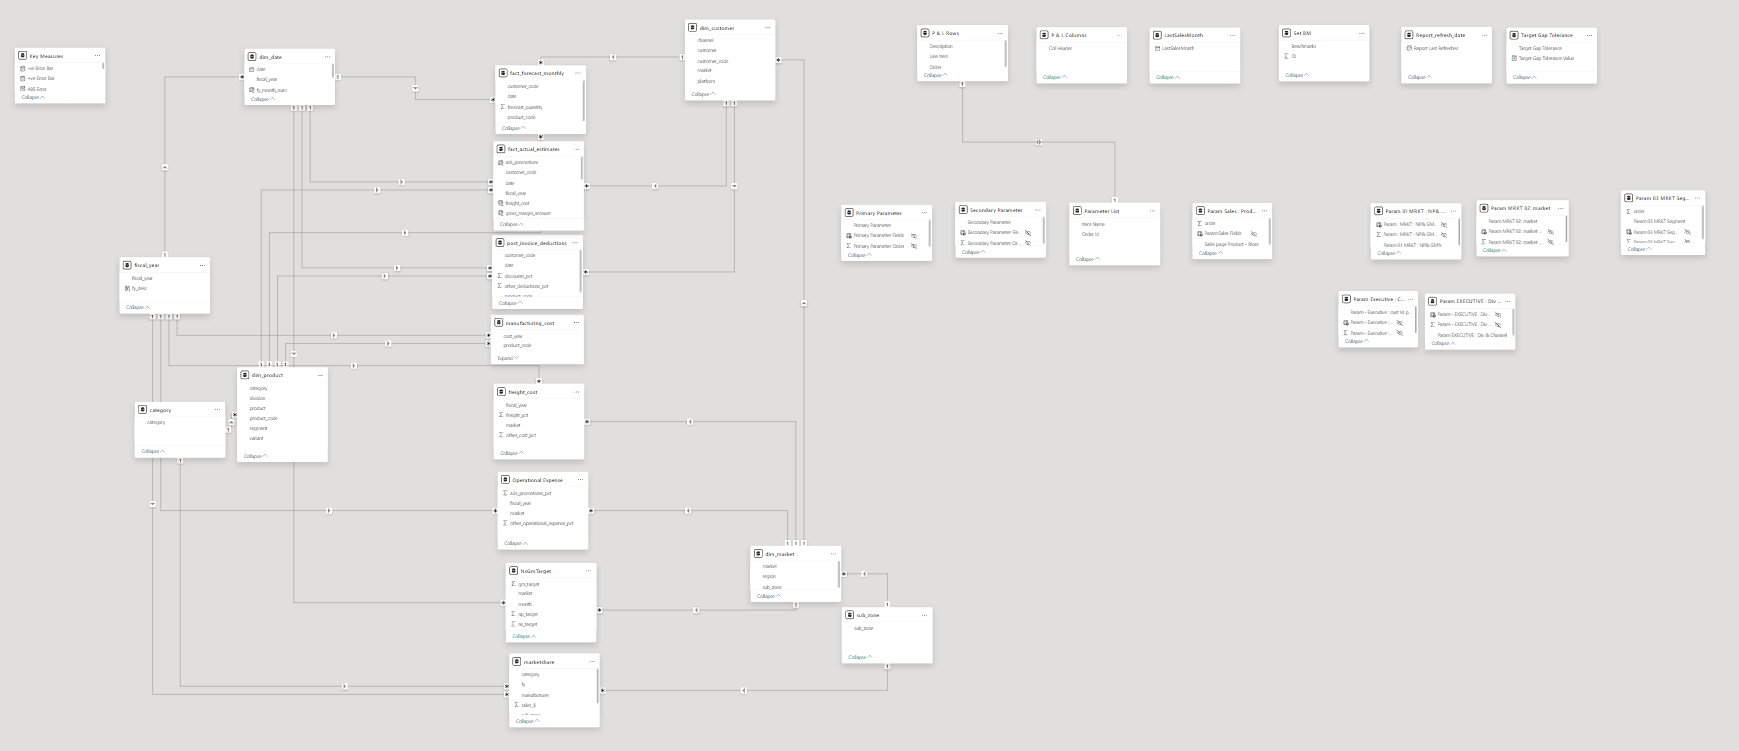 Key Measures
-ve Error Bar
+ve Error Bar
ABS Error
Collapse
dim_date
date
fiscal_year
fy_month_num
Collapse
fact_forecast_monthly
customer_code
date
forecast_quantity
product_code
Collapse
dim_customer
channel
customer
customer_code
market
platform
Collapse
P & L Rows
Description
Line Item
Order
Collapse
P & L Columns
Col Header
Collapse
LastSalesMonth
LastSalesMonth
Collapse
Set BM
Benchmarks
ID
Collapse
Report_refresh_date
Report Last Refreshed
Collapse
Target Gap Tolerance
Target Gap Tolerance
Target Gap Tolerance Value
Collapse
fact_actual_estimates
ads_promotions
customer_code
date
fiscal_year
freight_cost
gross_margin_amount
Collapse
post_invoice_deductions
customer_code
date
discounts_pct
other_deductions_pct
product_code
Collapse
fiscal_year
fiscal_year
fy_desc
Collapse
manufacturing_cost
cost_year
product_code
Expand
dim_product
category
division
product
product_code
segment
variant
Collapse
category
category
Collapse
freight_cost
fiscal_year
freight_pct
market
other_cost_pct
Collapse
Operational Expense
ads_promotions_pct
fiscal_year
market
other_operational_expense_pct
Collapse
NsGmTarget
gm_target
market
month
np_target
ns_target
Collapse
marketshare
category
fy
manufacturer
sales_$
Collapse
dim_market
market
region
sub_zone
Collapse
sub_zone
sub_zone
Collapse
Primary Parameter
Primary Parameter
Primary Parameter Fields
Primary Parameter Order
Collapse
Secondary Parameter
Secondary Parameter
Secondary Parameter Fie...
Secondary Parameter Or...
Collapse
Parameter List
Item Name
Order Id
Collapse
Param Sales : Prod...
order
Param Sales Fields
Sales page Product - Slicer
Collapse
Param 01 MRKT : NP& ...
Param : MRKT : NP& GM...
Param : MRKT : NP& GM...
Param 01 MRKT : NP& GM%
Collapse
Param MRKT 02: market
Param MRKT 02: market
Param MRKT 02: market ...
Param MRKT 02: market ...
Collapse
Param 03 MRKT Seg...
order
Param 03 MRKT Segment
Param 03 MRKT Seg...
Param 03 MRKT Seg...
Collapse
Param Executive : C...
Param - Executive ...
Param - Executive ...
Collapse
Param EXECUTIVE : Div ...
Param - EXECUTIVE : Div...
Param - EXECUTIVE : Div...
Param EXECUTIVE : Div & Channel
Collapse